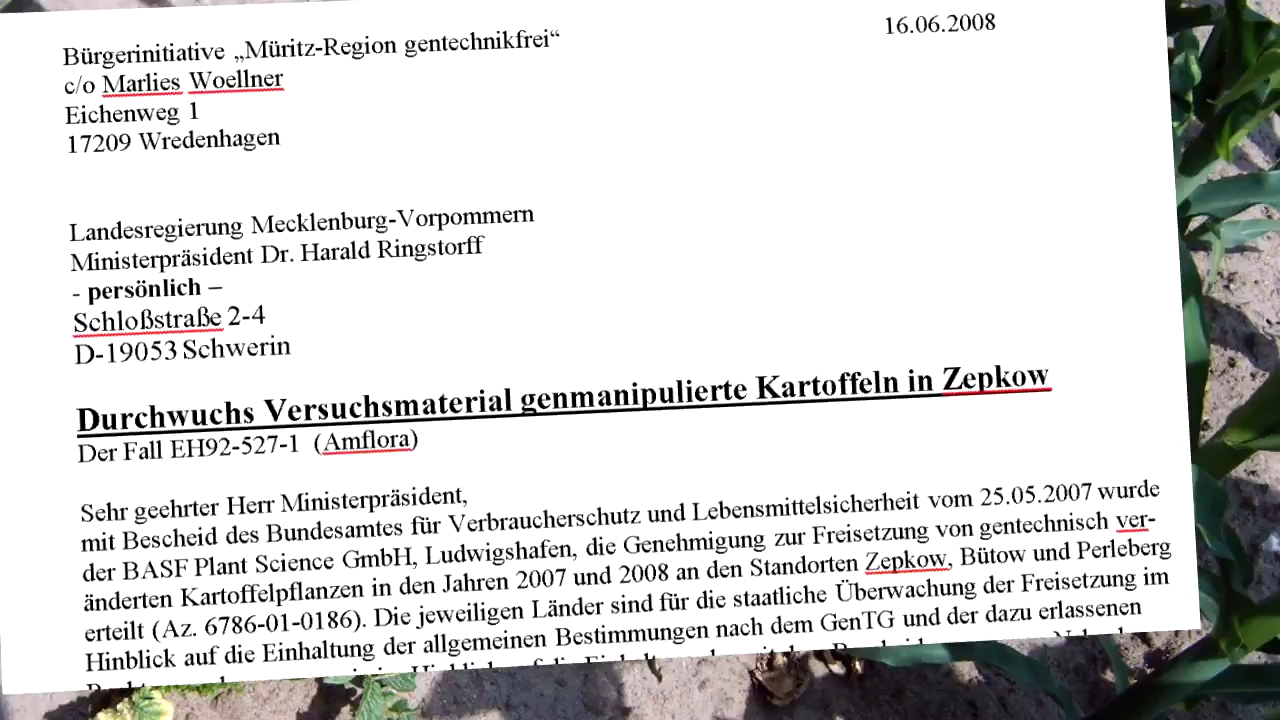 16.06.2008
Bürgerinitiative „Müritz-Region gentechnikfrei“
c/o Marlies Woellner
Eichenweg 1
17209 Wredenhagen
Landesregierung Mecklenburg-Vorpommern
Ministerpräsident Dr. Harald Ringstorff
- persönlich –
Schloßstraße 2-4
D-19053 Schwerin
Durchwuchs Versuchsmaterial genmanipulierte Kartoffeln in Zepkow
Der Fall EH92-527-1 (Amflora)
Sehr geehrter Herr Ministerpräsident,
mit Bescheid des Bundesamtes für Verbraucherschutz und Lebensmittelsicherheit vom 25.05.2007 wurde
der BASF Plant Science GmbH, Ludwigshafen, die Genehmigung zur Freisetzung von gentechnisch ver-
änderten Kartoffelpflanzen in den Jahren 2007 und 2008 an den Standorten Zepkow, Bütow und Perleberg
erteilt (Az. 6786-01-0186). Die jeweiligen Länder sind für die staatliche Überwachung der Freisetzung im
Hinblick auf die Einhaltung der allgemeinen Bestimmungen nach dem GenTG und der dazu erlassenen